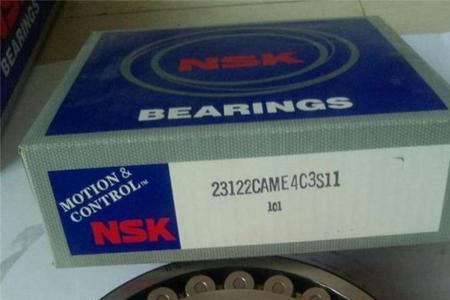 NSK
BEARINGS
MOTION &
CONTROL™
NSK
23122CAME4C3S11
101
BEARINGS